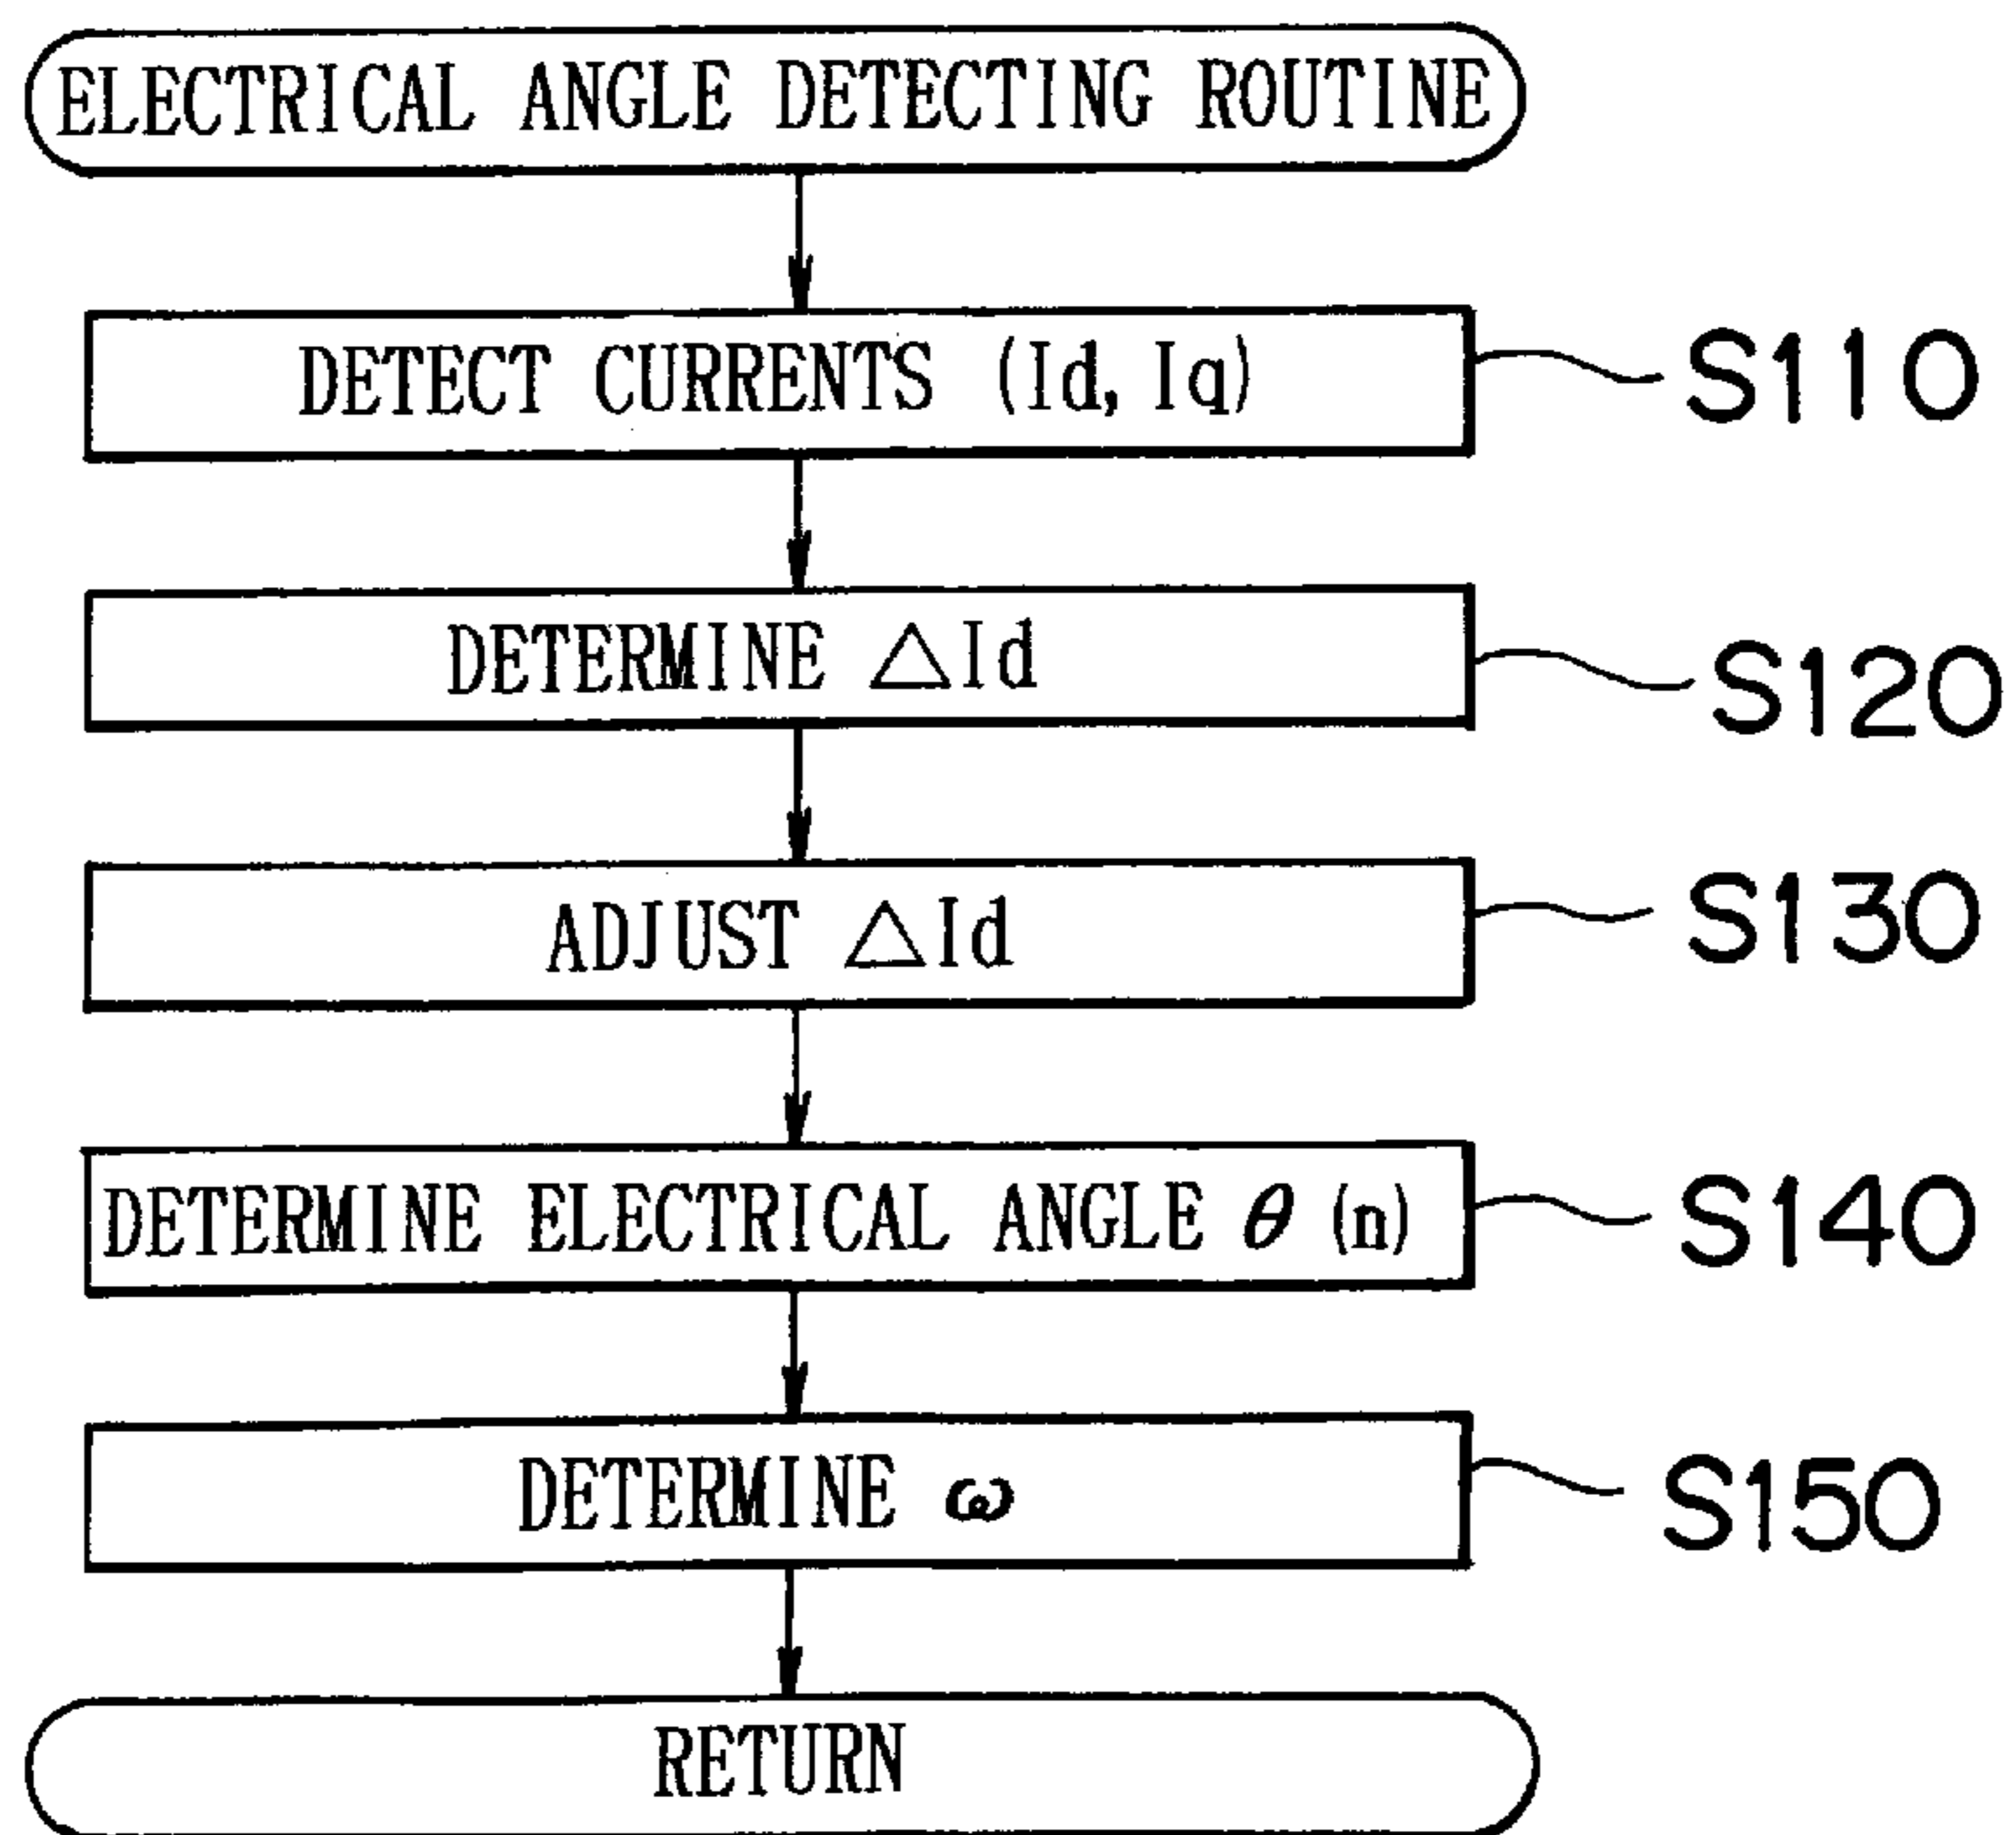 ELECTRICAL ANGLE DETECTING ROUTINE
DETECT CURRENTS (Id, Iq)
S110
DETERMINE △Id
S120
ADJUST △Id
S130
DETERMINE ELECTRICAL ANGLE θ (n)
S140
DETERMINE ω
S150
RETURN